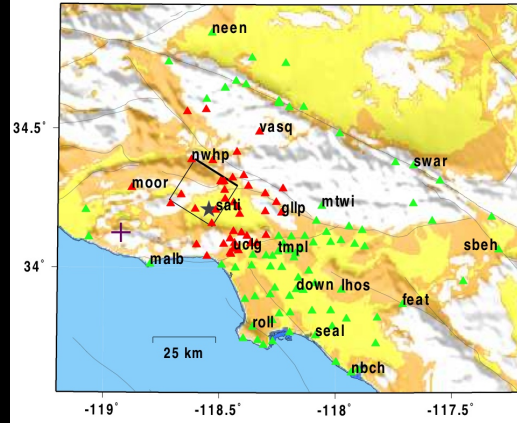 neen
34.5°
vasq
nwhp
swar
moor
sati
gllp
mtwi
uclg
tmpl
sbeh
34°
malb
down
lhos
feat
roll
seal
25 km
nbch
-119°
-118.5°
-118°
-117.5°